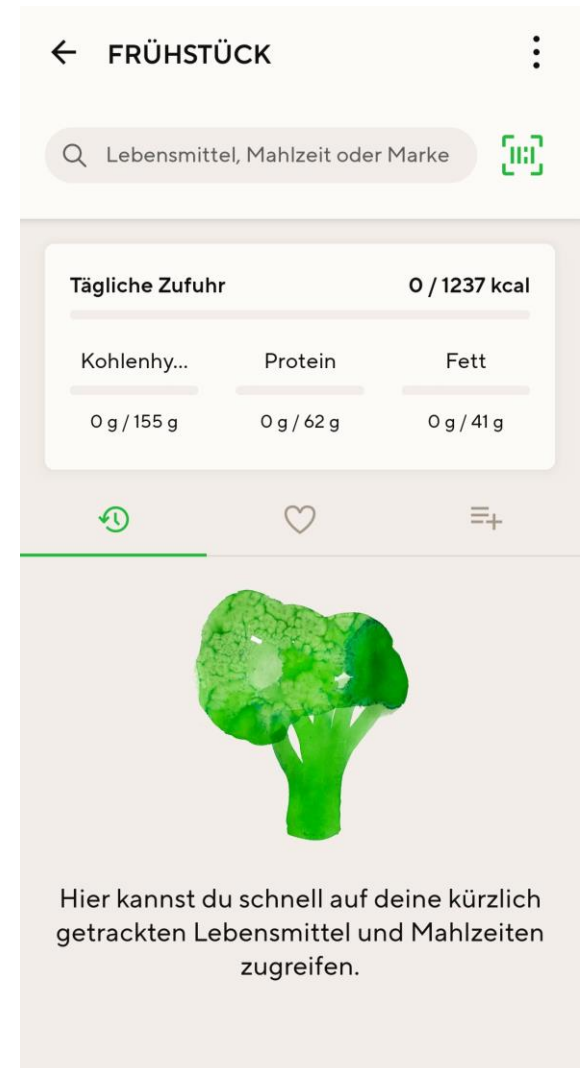 FRÜHSTÜCK
Lebensmittel, Mahlzeit oder Marke
Tägliche Zufuhr 0 / 1237 kcal
Kohlenhy... Protein Fett
0 g / 155 g 0 g / 62 g 0 g / 41 g
Hier kannst du schnell auf deine kürzlich
getrackten Lebensmittel und Mahlzeiten
zugreifen.